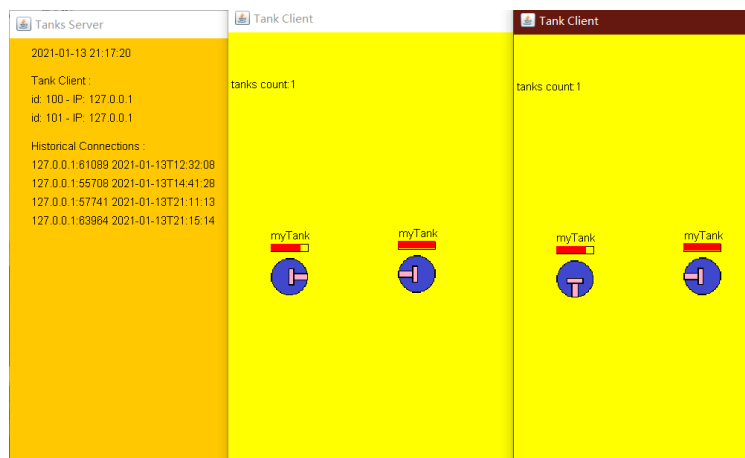 Tanks Server
2021-01-13 21:17:20
Tank Client :
id: 100 - IP: 127.0.0.1
id: 101 - IP: 127.0.0.1
Historical Connections :
127.0.0.1:61089 2021-01-13T12:32:08
127.0.0.1:55708 2021-01-13T14:41:28
127.0.0.1:57741 2021-01-13T21:11:13
127.0.0.1:63964 2021-01-13T21:15:14
Tank Client
tanks count:1
myTank
myTank
Tank Client
tanks count:1
myTank
myTank